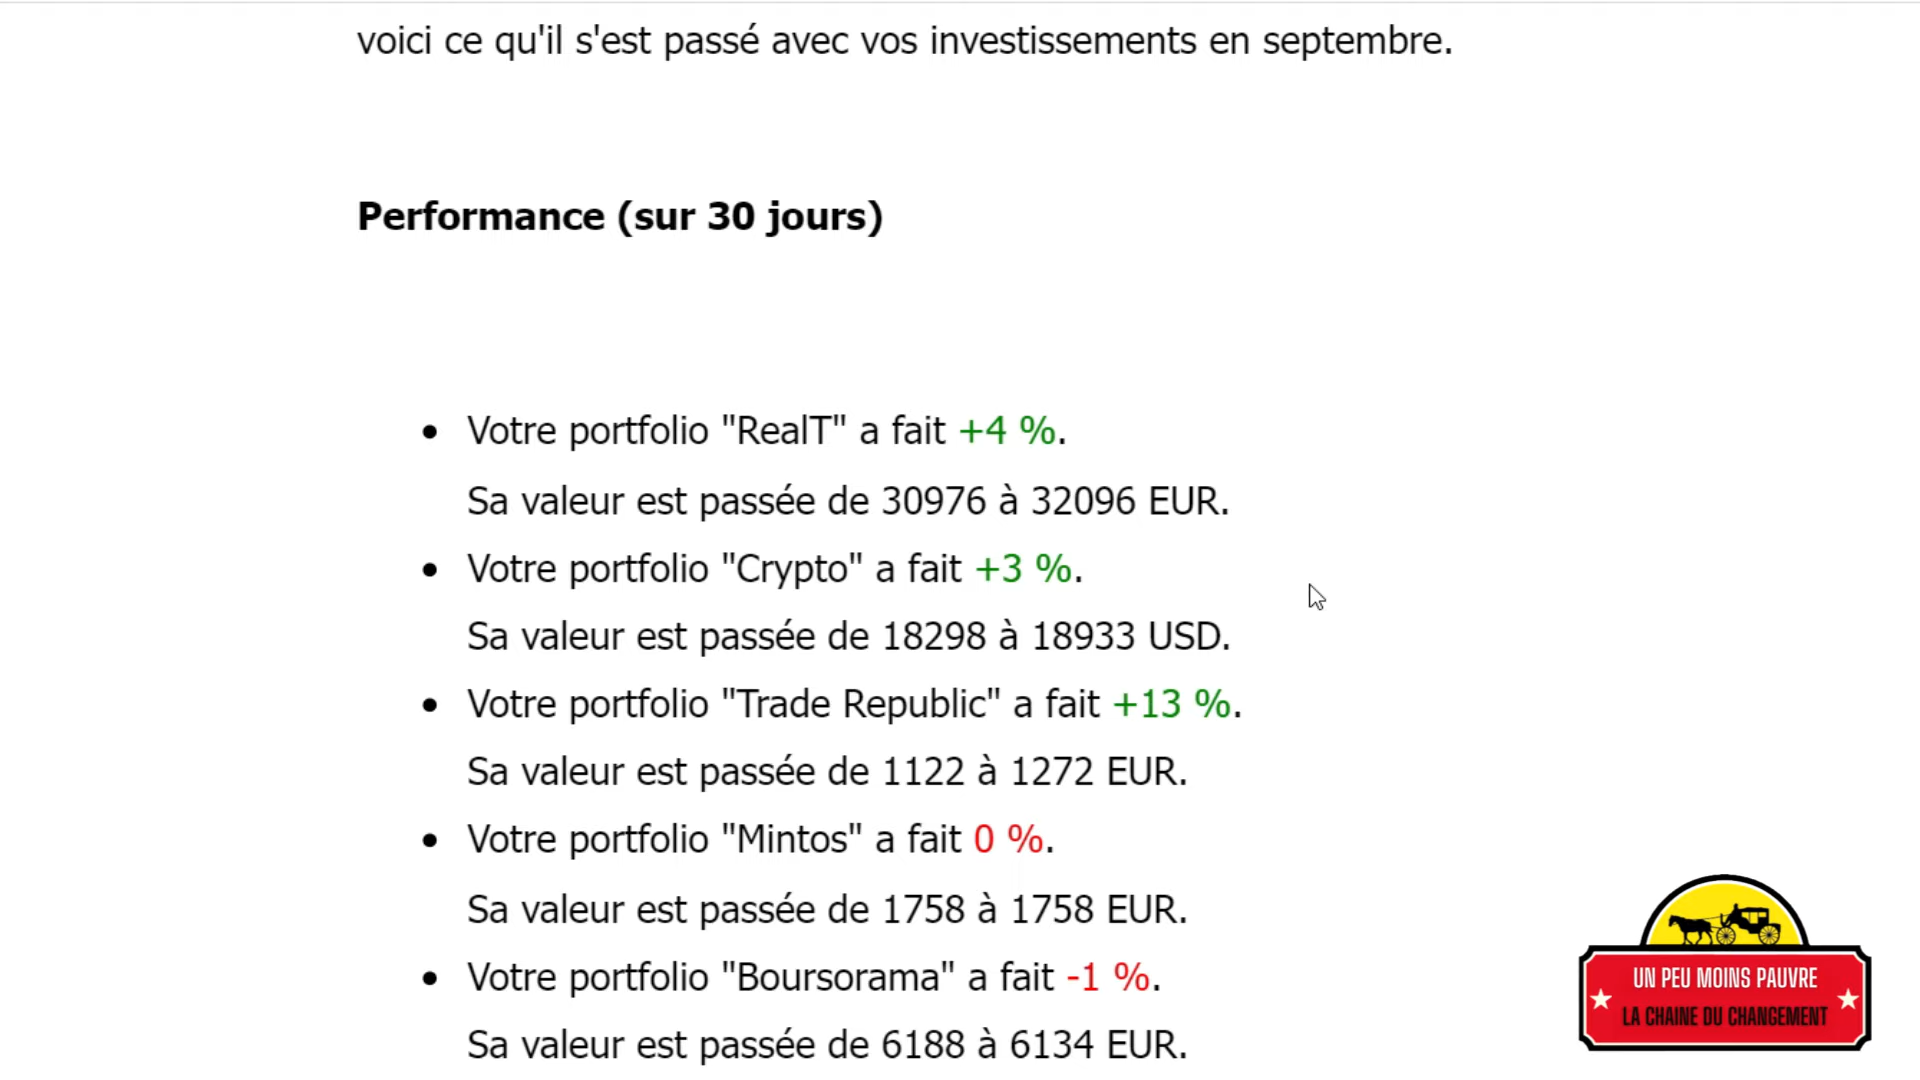 voici ce qu'il s'est passé avec vos investissements en septembre.
Performance (sur 30 jours)
Votre portfolio "RealT" a fait +4 %.
Sa valeur est passée de 30976 à 32096 EUR.
Votre portfolio "Crypto" a fait +3 %.
Sa valeur est passée de 18298 à 18933 USD.
Votre portfolio "Trade Republic" a fait +13 %.
Sa valeur est passée de 1122 à 1272 EUR.
Votre portfolio "Mintos" a fait 0 %.
Sa valeur est passée de 1758 à 1758 EUR.
Votre portfolio "Boursorama" a fait -1 %.
Sa valeur est passée de 6188 à 6134 EUR.
UN PEU MOINS PAUVRE
LA CHAINE DU CHANGEMENT